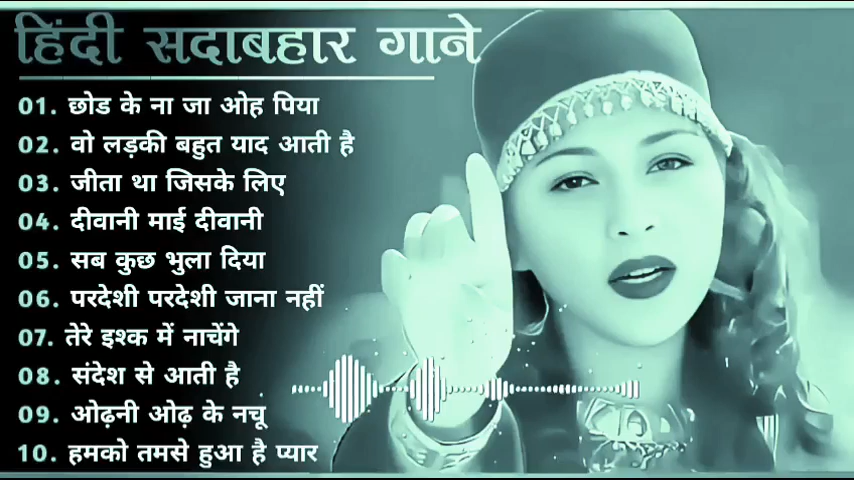 हिंदी सदाबहार गाने
01. छोड के ना जा ओह पिया
02. वो लड़की बहुत याद आती है
03. जीता था जिसके लिए
04. दीवानी माई दीवानी
05. सब कुछ भुला दिया
06. परदेशी परदेशी जाना नहीं
07. तेरे इश्क में नाचेंगे
08. संदेश से आती है
09. ओढ़नी ओढ़ के नचू
10. हमको तमसे हुआ है प्यार